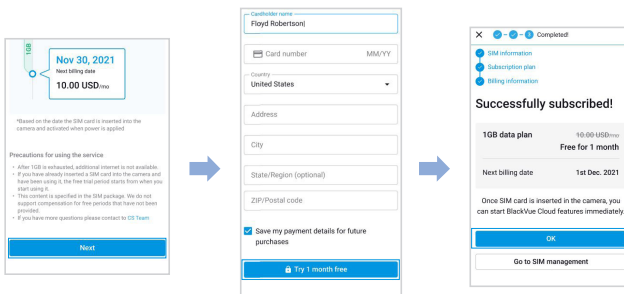 1GB
Nov 30, 2021
Next billing date
10.00 USD/mo
*Based on the date the SIM card is inserted into the
camera and activated when power is applied
Precautions for using the service
• After 1GB is exhausted, additional internet is not available.
• If you have already inserted a SIM card into the camera and
have been using it, the free trial period starts from when you
start using it.
• This content is specified in the SIM package. We do not
support compensation for free periods that have not been
provided.
• If you have more questions please contact to CS Team
Next
Cardholder name
Floyd Robertson
Card number MM/YY
Country
United States
Address
City
State/Region (optional)
ZIP/Postal code
Save my payment details for future
purchases
Try 1 month free
3 Completed!
SIM information
Subscription plan
Billing information
Successfully subscribed!
1GB data plan 10.00 USD/mo
Free for 1 month
Next billing date 1st Dec. 2021
Once SIM card is inserted in the camera, you
can start BlackVue Cloud features immediately.
OK
Go to SIM management